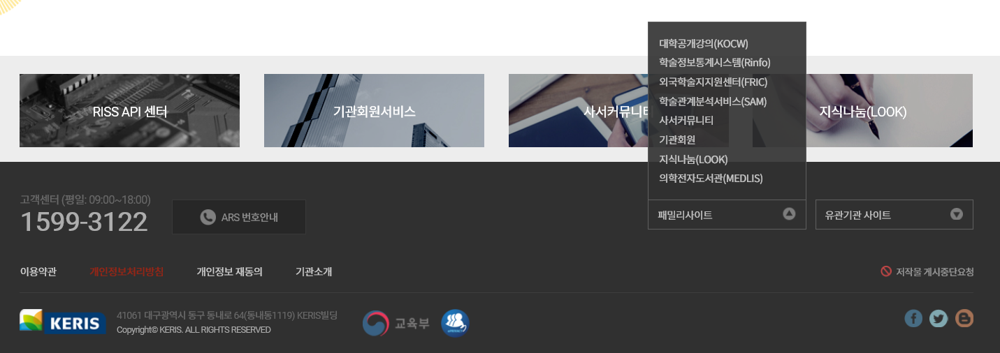 대학공개강의(KOCW)
학술정보통계시스템(Rinfo)
외국학술지지원센터(FRIC)
학술관계분석서비스(SAM)
사서커뮤니티
기관회원
지식나눔(LOOK)
의학전자도서관(MEDLIS)
RISS API 센터
기관회원서비스
사서커뮤니티
지식나눔(LOOK)
고객센터 (평일: 09:00~18:00)
1599-3122
ARS 번호안내
패밀리사이트
유관기관 사이트
이용약관
개인정보처리방침
개인정보 재동의
기관소개
저작물 게시중단요청
KERIS
41061 대구광역시 동구 동내로 64(동내동1119) KERIS빌딩
Copyright© KERIS. ALL RIGHTS RESERVED
교육부